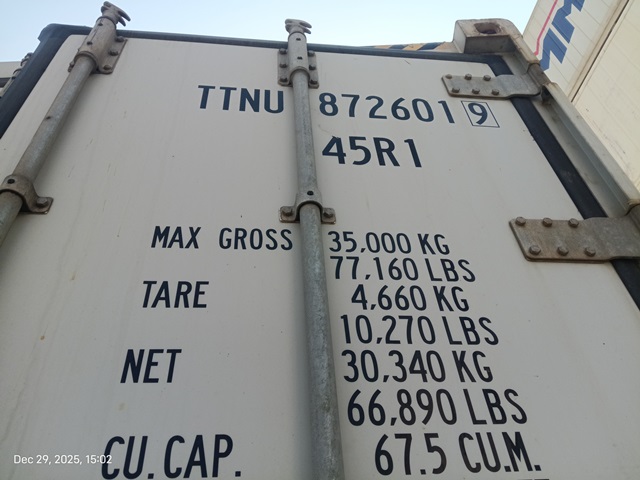 TTNU 872601 9
45R1
MAX GROSS 35,000 KG
77,160 LBS
TARE 4,660 KG
10,270 LBS
NET 30,340 KG
66,890 LBS
CU.CAP. 67.5 CU.M.
Dec 29, 2025, 15:02